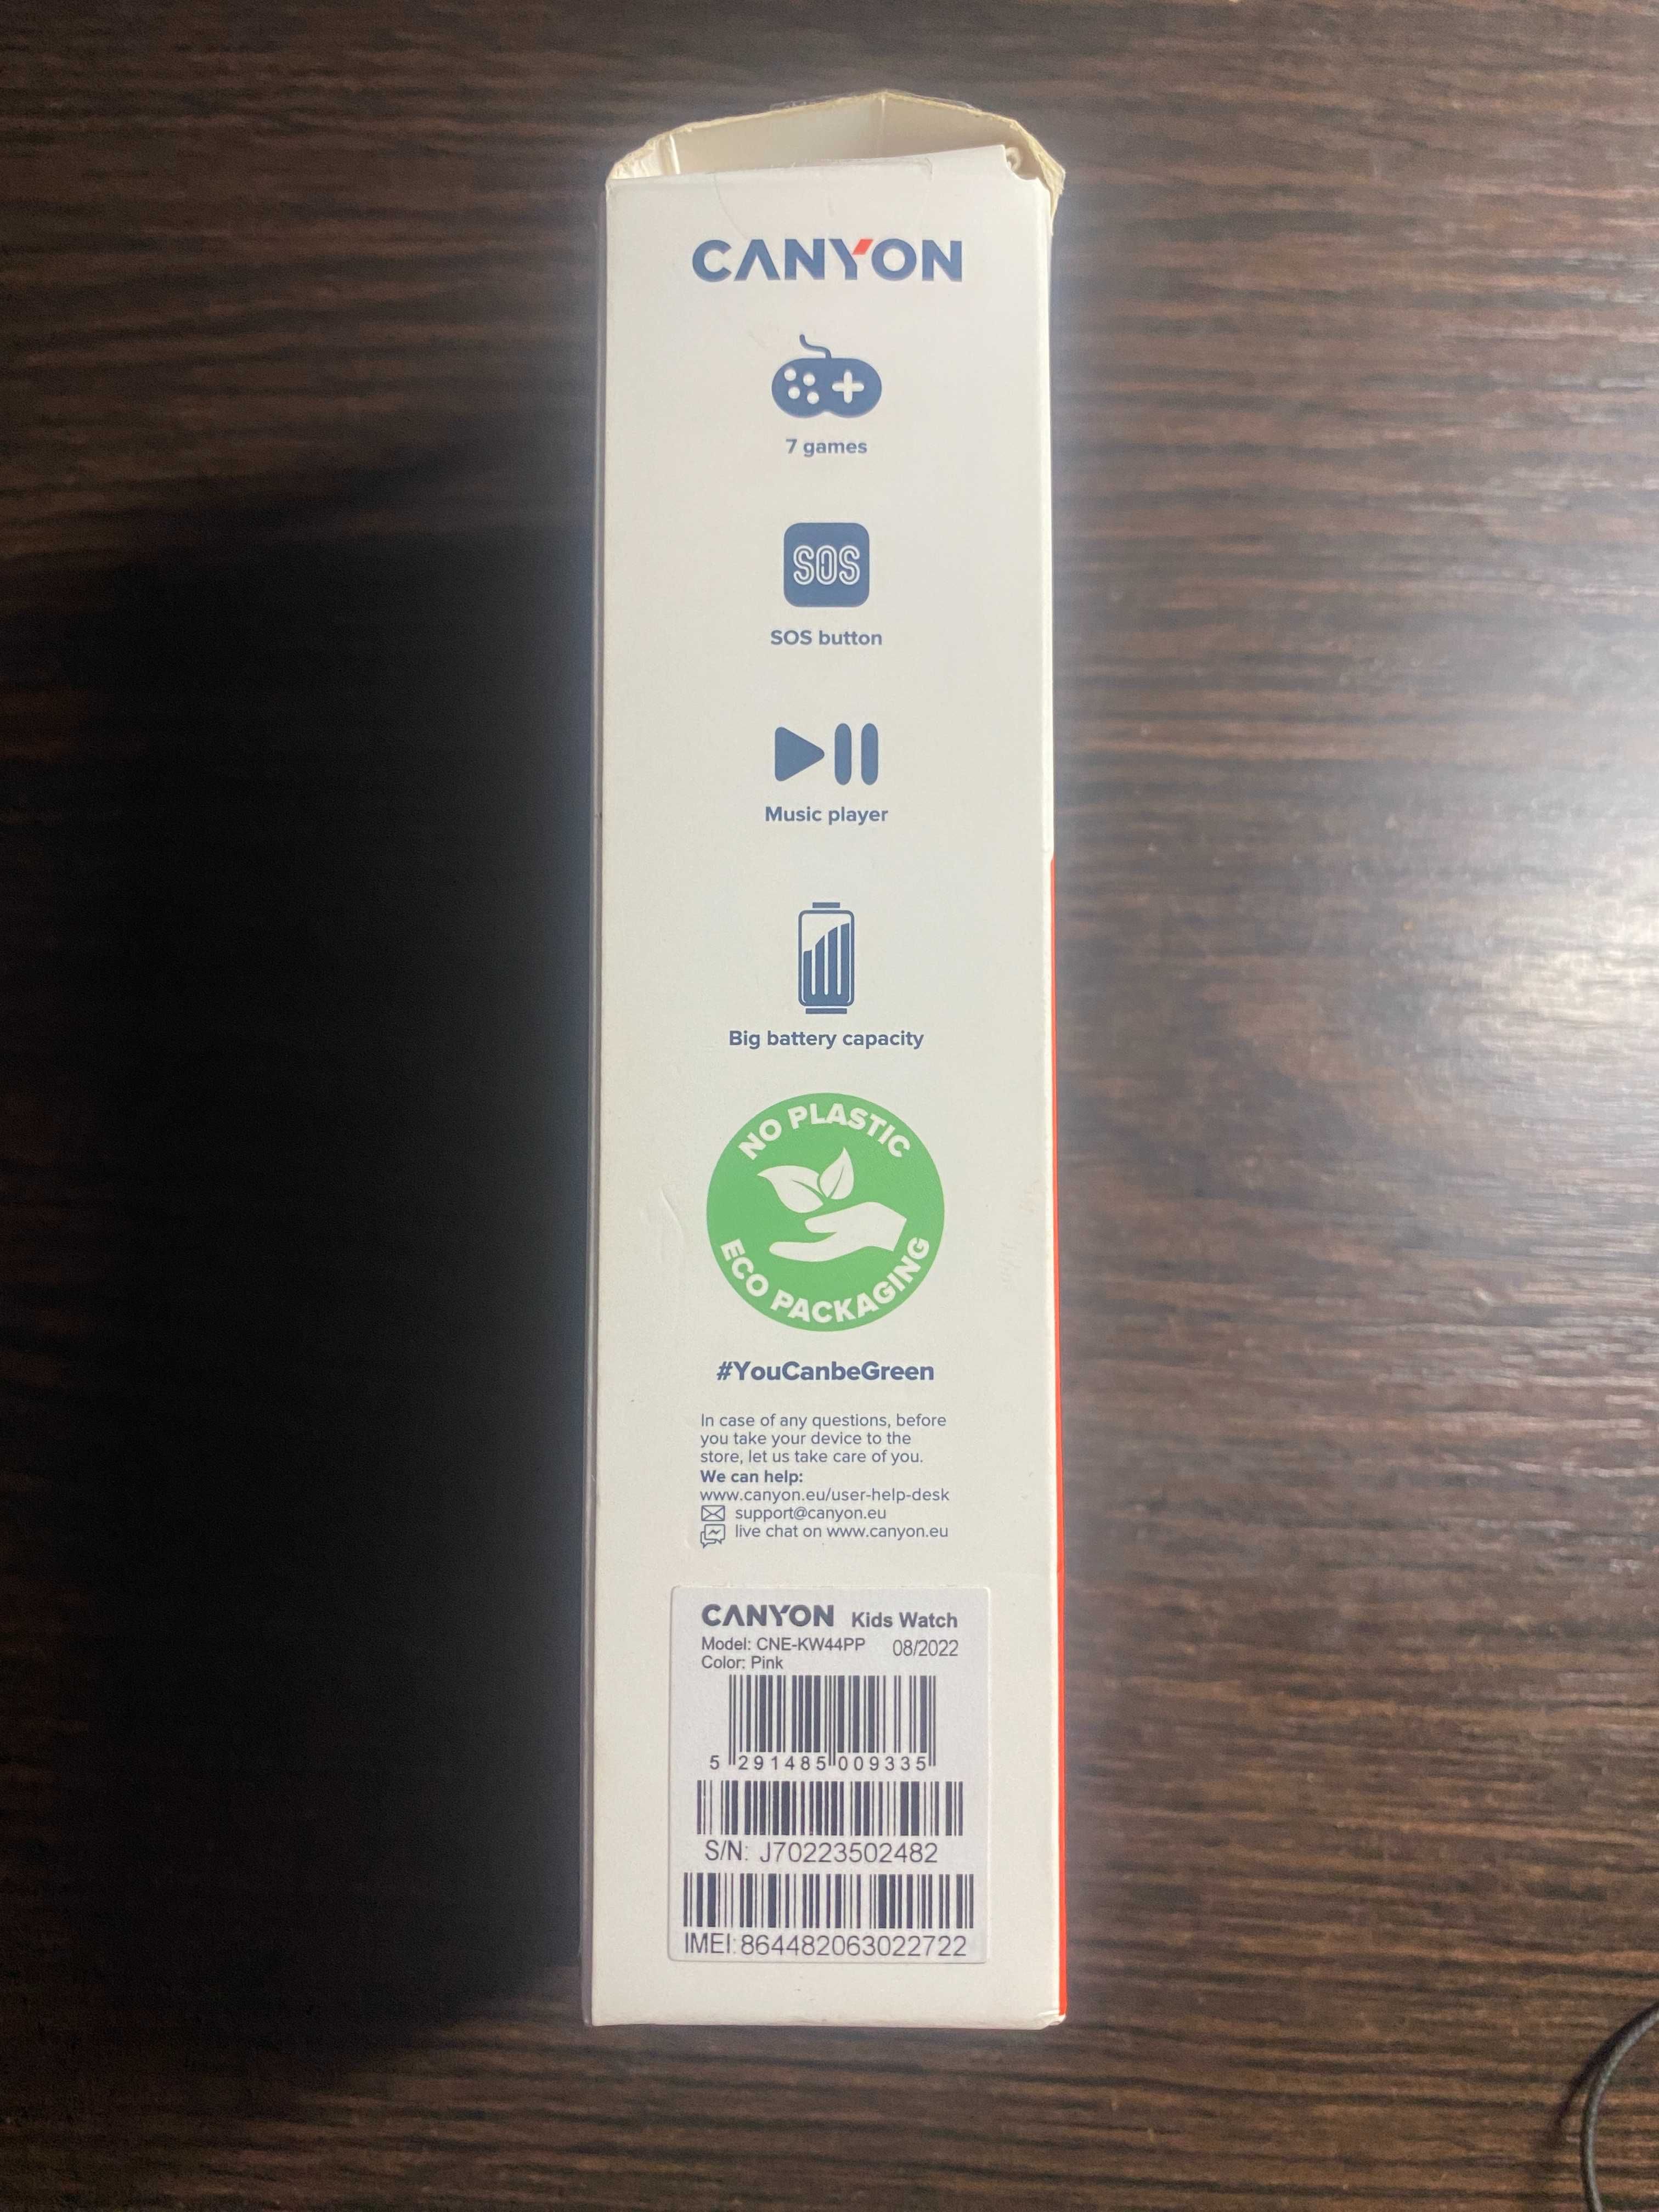 CANYON
7 games
SOS
SOS button
Music player
Big battery capacity
NO PLASTIC
ECO PACKAGING
#YouCanbeGreen
In case of any questions, before
you take your device to the
store, let us take care of you.
We can help:
www.canyon.eu/user-help-desk
support@canyon.eu
live chat on www.canyon.eu
CANYON Kids Watch
Model: CNE-KW44PP 08/2022
Color: Pink
5 291485 009335
S/N: J70223502482
IMEI: 864482063022722